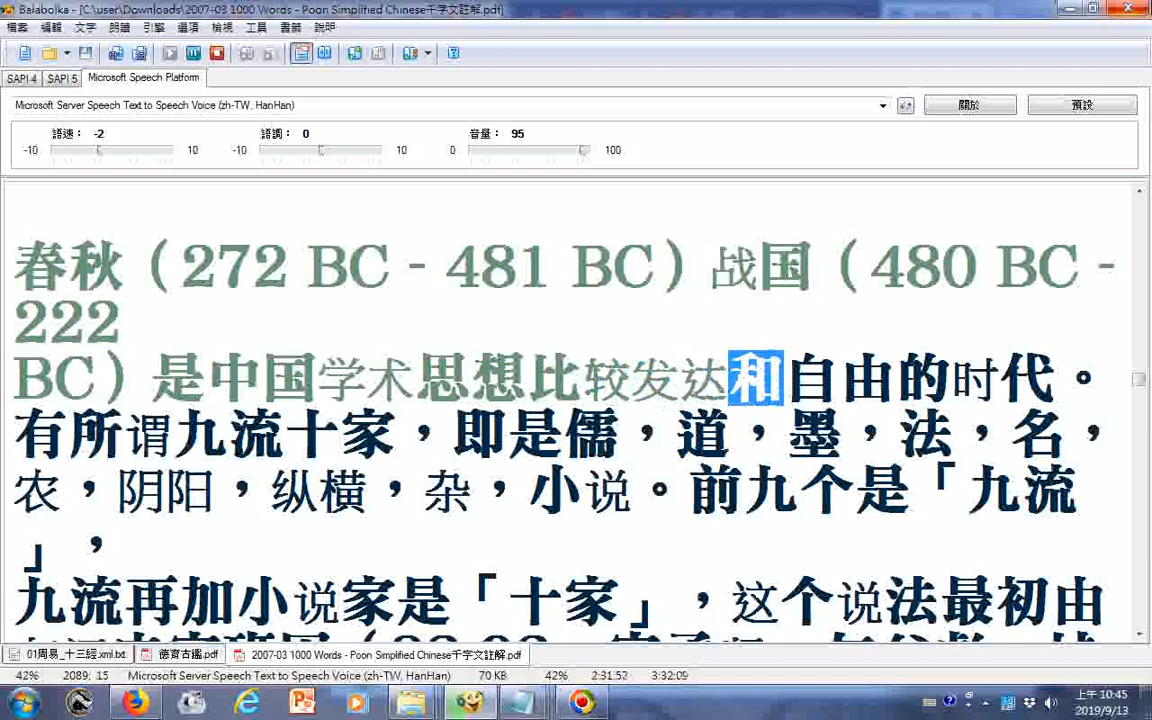 Balabolka - [C:\user\Downloads\2007-03 1000 Words - Poon Simplified Chinese千字文註解.pdf]
檔案 編輯 文字 朗讀 引擎 選項 檢視 工具 書籤 說明
SAPI 4 SAPI 5 Microsoft Speech Platform
Microsoft Server Speech Text to Speech Voice (zh-TW, HanHan) 關於 預設
語速： -2 語調： 0 音量： 95
-10 10 -10 10 0 100
春秋（272 BC - 481 BC）战国（480 BC -
222
BC）是中国学术思想比较发达和自由的时代。
有所谓九流十家，即是儒，道，墨，法，名，
农，阴阳，纵横，杂，小说。前九个是「九流
」，
九流再加小说家是「十家」，这个说法最初由
01周易_十三經.xml.txt 德育古鑑.pdf 2007-03 1000 Words - Poon Simplified Chinese千字文註解.pdf
42% 2089, 15 Microsoft Server Speech Text to Speech Voice (zh-TW, HanHan) 70 KB 42% 2:31:52 3:32:09
上午 10:45
2019/9/13